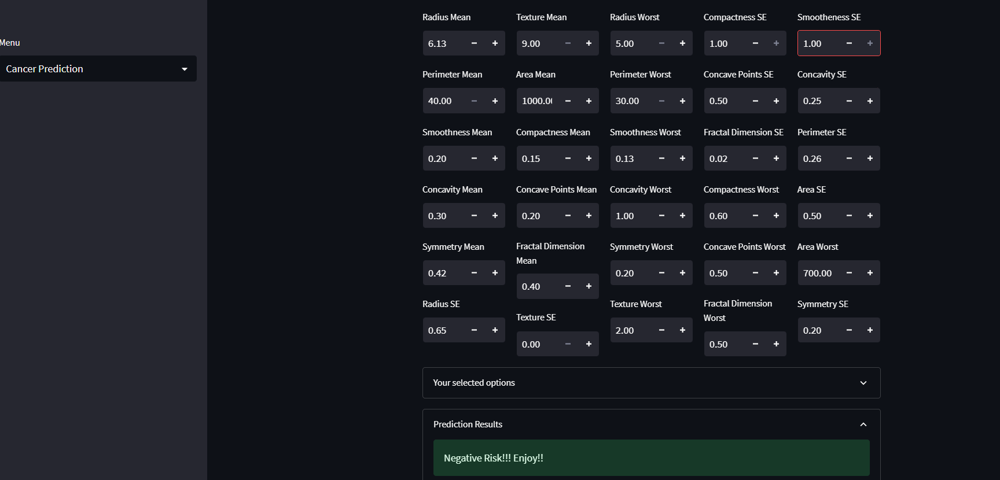 Menu
Cancer Prediction
Radius Mean Texture Mean Radius Worst Compactness SE Smootheness SE
6.13 − + 9.00 − + 5.00 − + 1.00 − + 1.00 − +
Perimeter Mean Area Mean Perimeter Worst Concave Points SE Concavity SE
40.00 − + 1000.0 − + 30.00 − + 0.50 − + 0.25 − +
Smoothness Mean Compactness Mean Smoothness Worst Fractal Dimension SE Perimeter SE
0.20 − + 0.15 − + 0.13 − + 0.02 − + 0.26 − +
Concavity Mean Concave Points Mean Concavity Worst Compactness Worst Area SE
0.30 − + 0.20 − + 1.00 − + 0.60 − + 0.50 − +
Symmetry Mean Fractal Dimension Mean Symmetry Worst Concave Points Worst Area Worst
0.42 − + 0.40 − + 0.20 − + 0.50 − + 700.00 − +
Radius SE Texture SE Texture Worst Fractal Dimension Worst Symmetry SE
0.65 − + 0.00 − + 2.00 − + 0.50 − + 0.20 − +
Your selected options
Prediction Results
Negative Risk!!! Enjoy!!